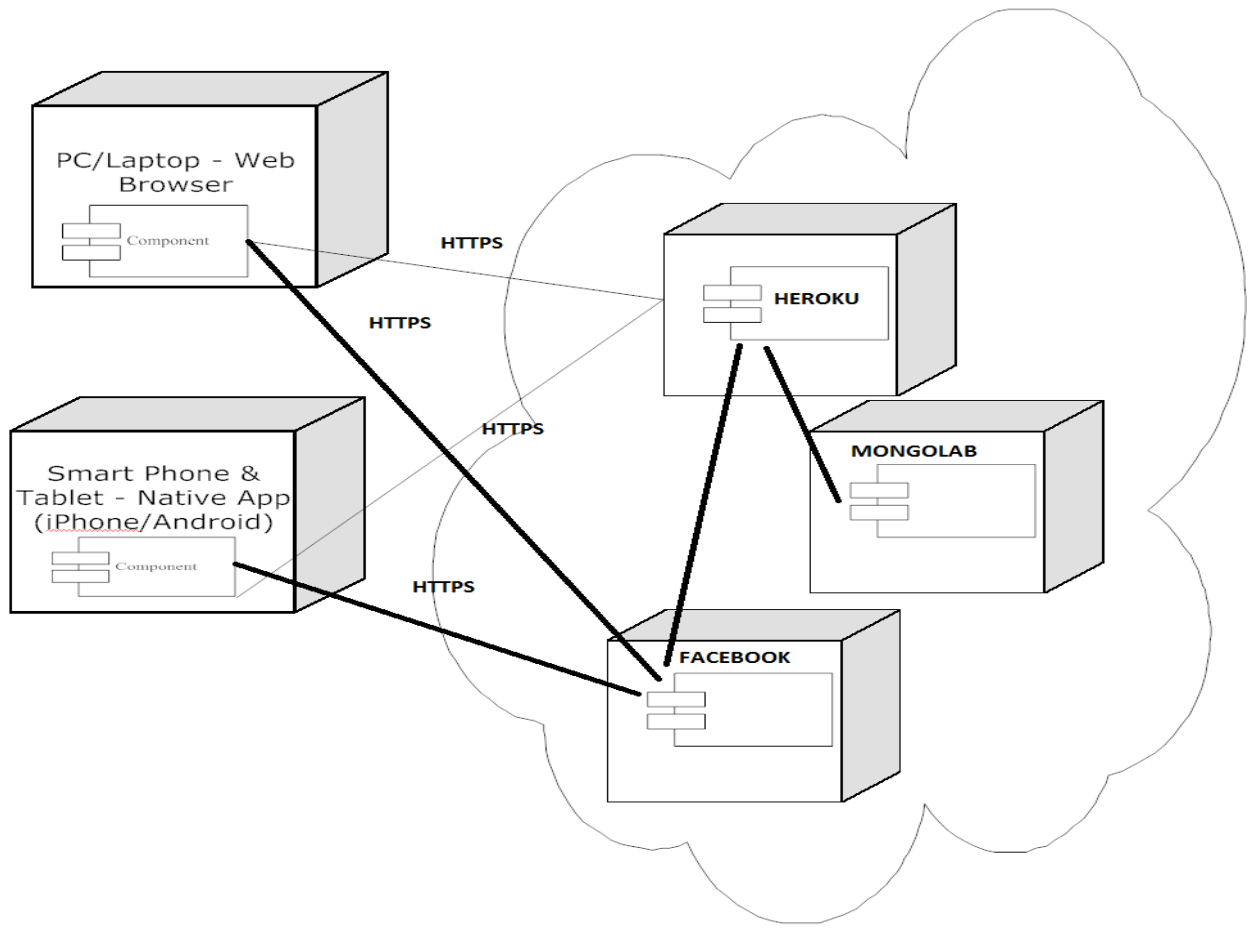 PC/Laptop - Web
Browser
Component
HTTPS
HEROKU
HTTPS
HTTPS
MONGOLAB
Smart Phone &
Tablet - Native App
(iPhone/Android)
Component
HTTPS
FACEBOOK